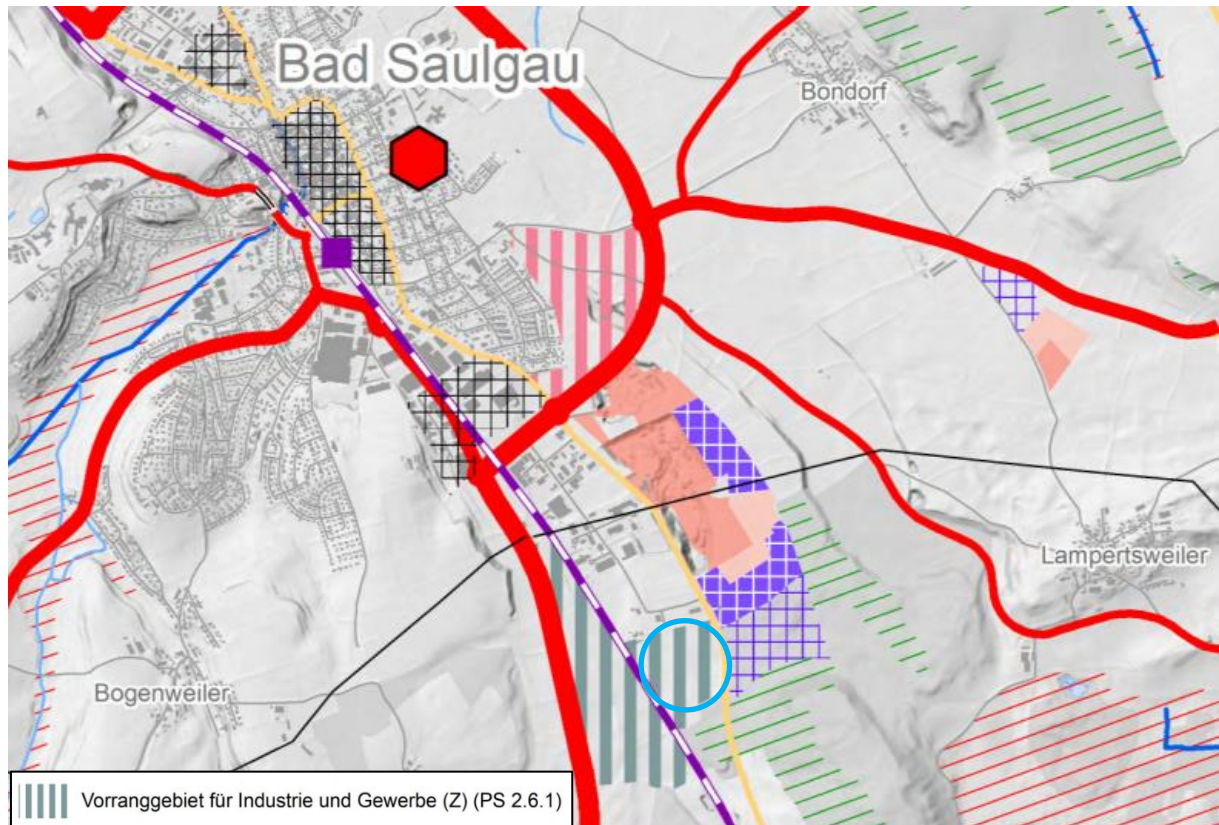 Bad Saulgau
Bondorf
Lampertsweiler
Bogenweiler
Vorranggebiet für Industrie und Gewerbe (Z) (PS 2.6.1)